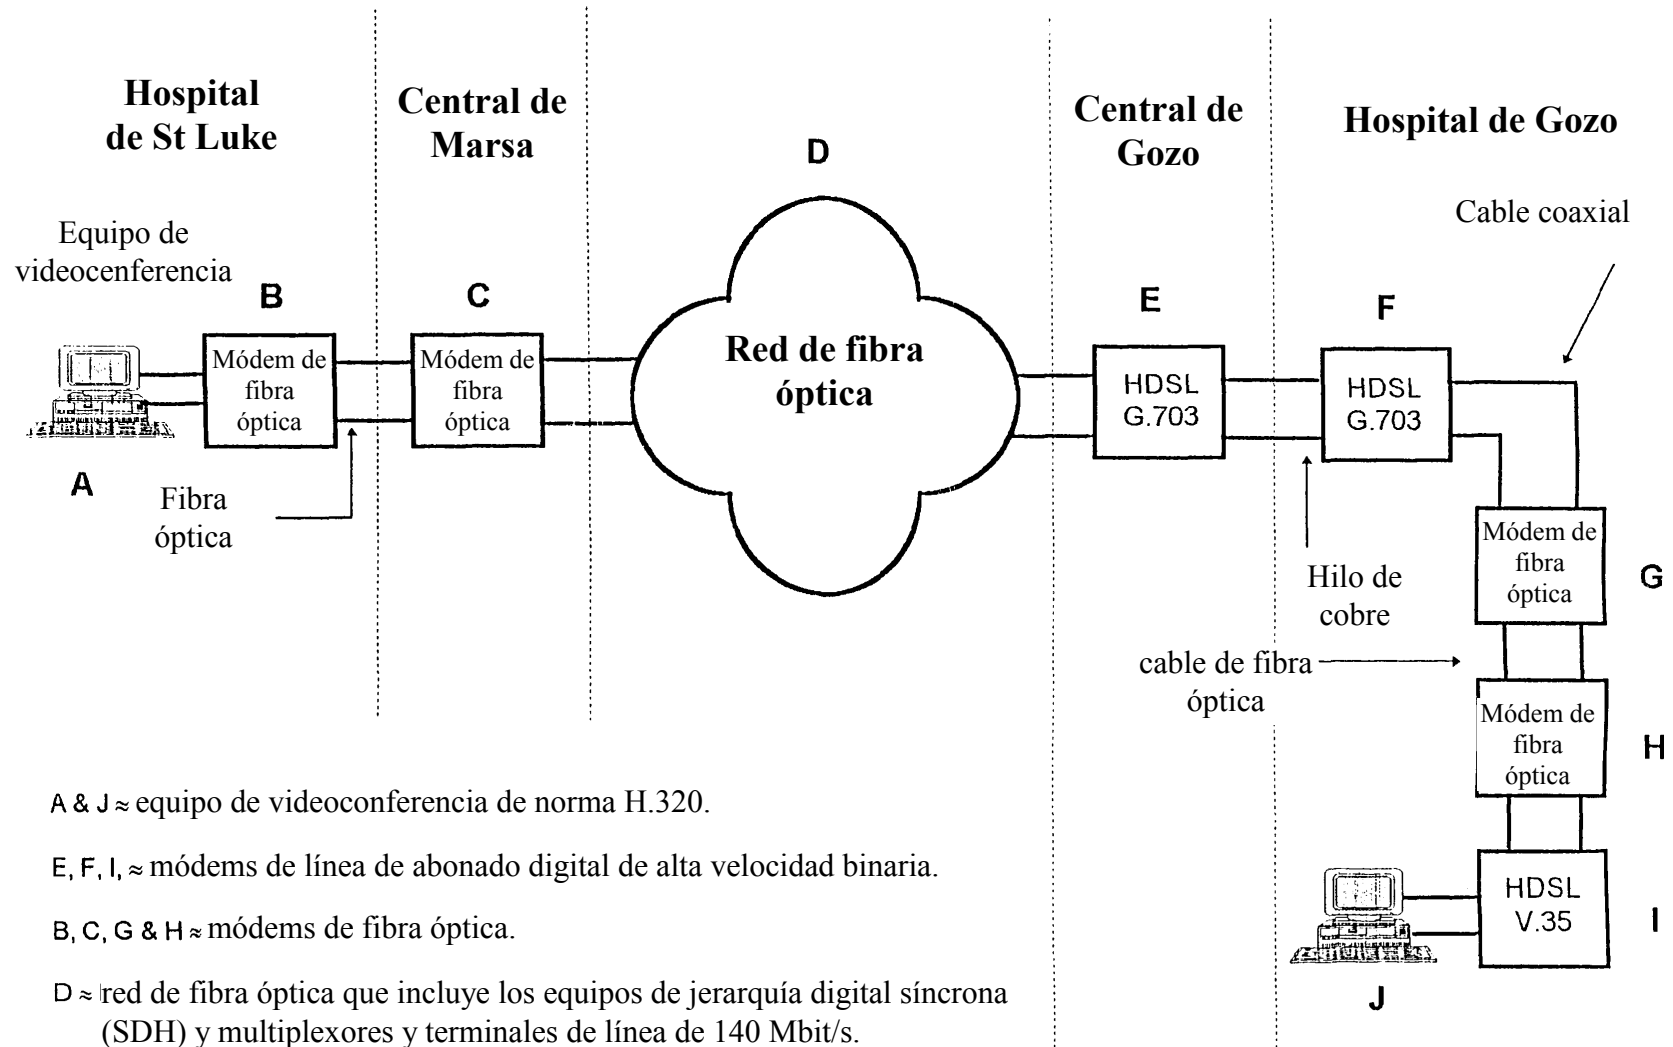 Hospital
de St Luke
Central de
Marsa
D
Central de
Gozo
Hospital de Gozo
Cable coaxial
Equipo de
videocenferencia
B
C
E
F
Módem de
fibra
óptica
Módem de
fibra
óptica
Red de fibra
óptica
HDSL
G.703
HDSL
G.703
A
Fibra
óptica
Hilo de
cobre
Módem de
fibra
óptica
G
cable de fibra
óptica
Módem de
fibra
óptica
H
HDSL
V.35
I
J
A & J ≈ equipo de videoconferencia de norma H.320.
E, F, I, ≈ módems de línea de abonado digital de alta velocidad binaria.
B, C, G & H ≈ módems de fibra óptica.
D ≈ red de fibra óptica que incluye los equipos de jerarquía digital síncrona
(SDH) y multiplexores y terminales de línea de 140 Mbit/s.